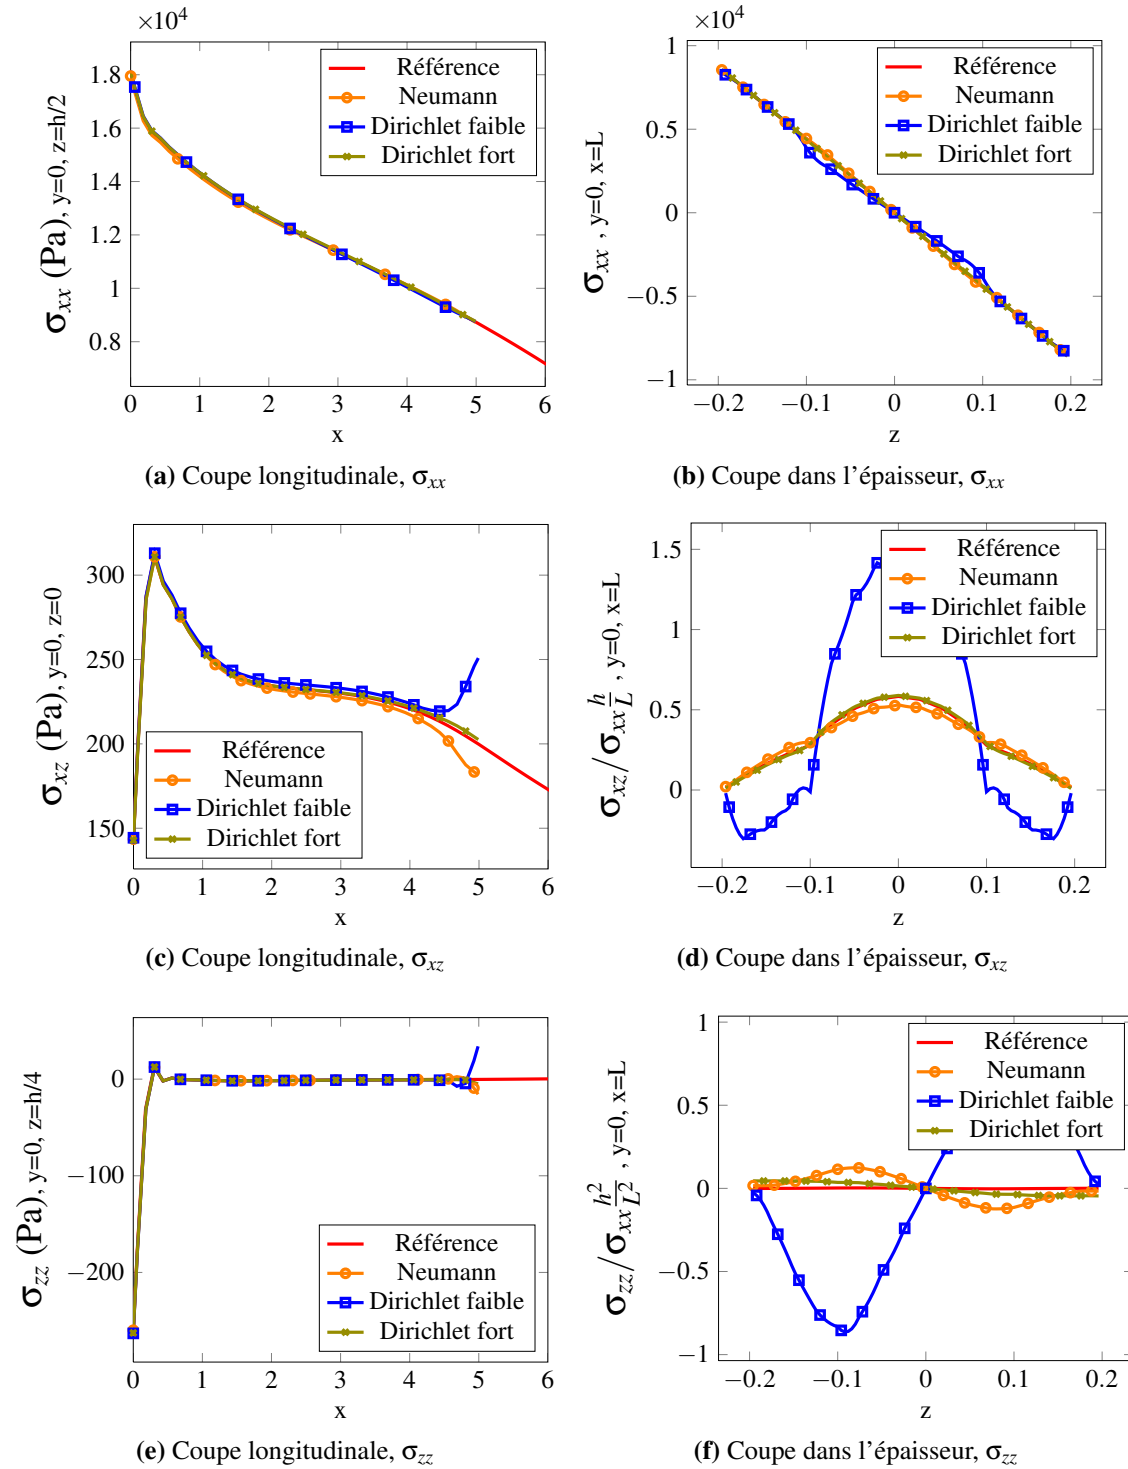 ×10⁴
σxx (Pa), y=0, z=h/2
1.8
1.6
1.4
1.2
1
0.8
0 1 2 3 4 5 6
x
Référence
Neumann
Dirichlet faible
Dirichlet fort
(a) Coupe longitudinale, σxx
×10⁴
σxx , y=0, x=L
1
0.5
0
−0.5
−1
−0.2 −0.1 0 0.1 0.2
z
Référence
Neumann
Dirichlet faible
Dirichlet fort
(b) Coupe dans l'épaisseur, σxx
σxz (Pa), y=0, z=0
300
250
200
150
0 1 2 3 4 5 6
x
Référence
Neumann
Dirichlet faible
Dirichlet fort
(c) Coupe longitudinale, σxz
σxz/σxx h/L , y=0, x=L
1.5
1
0.5
0
−0.2 −0.1 0 0.1 0.2
z
Référence
Neumann
Dirichlet faible
Dirichlet fort
(d) Coupe dans l'épaisseur, σxz
σzz (Pa), y=0, z=h/4
0
−100
−200
0 1 2 3 4 5 6
x
Référence
Neumann
Dirichlet faible
Dirichlet fort
(e) Coupe longitudinale, σzz
σzz/σxx h²/L² , y=0, x=L
1
0.5
0
−0.5
−1
−0.2 −0.1 0 0.1 0.2
z
Référence
Neumann
Dirichlet faible
Dirichlet fort
(f) Coupe dans l'épaisseur, σzz